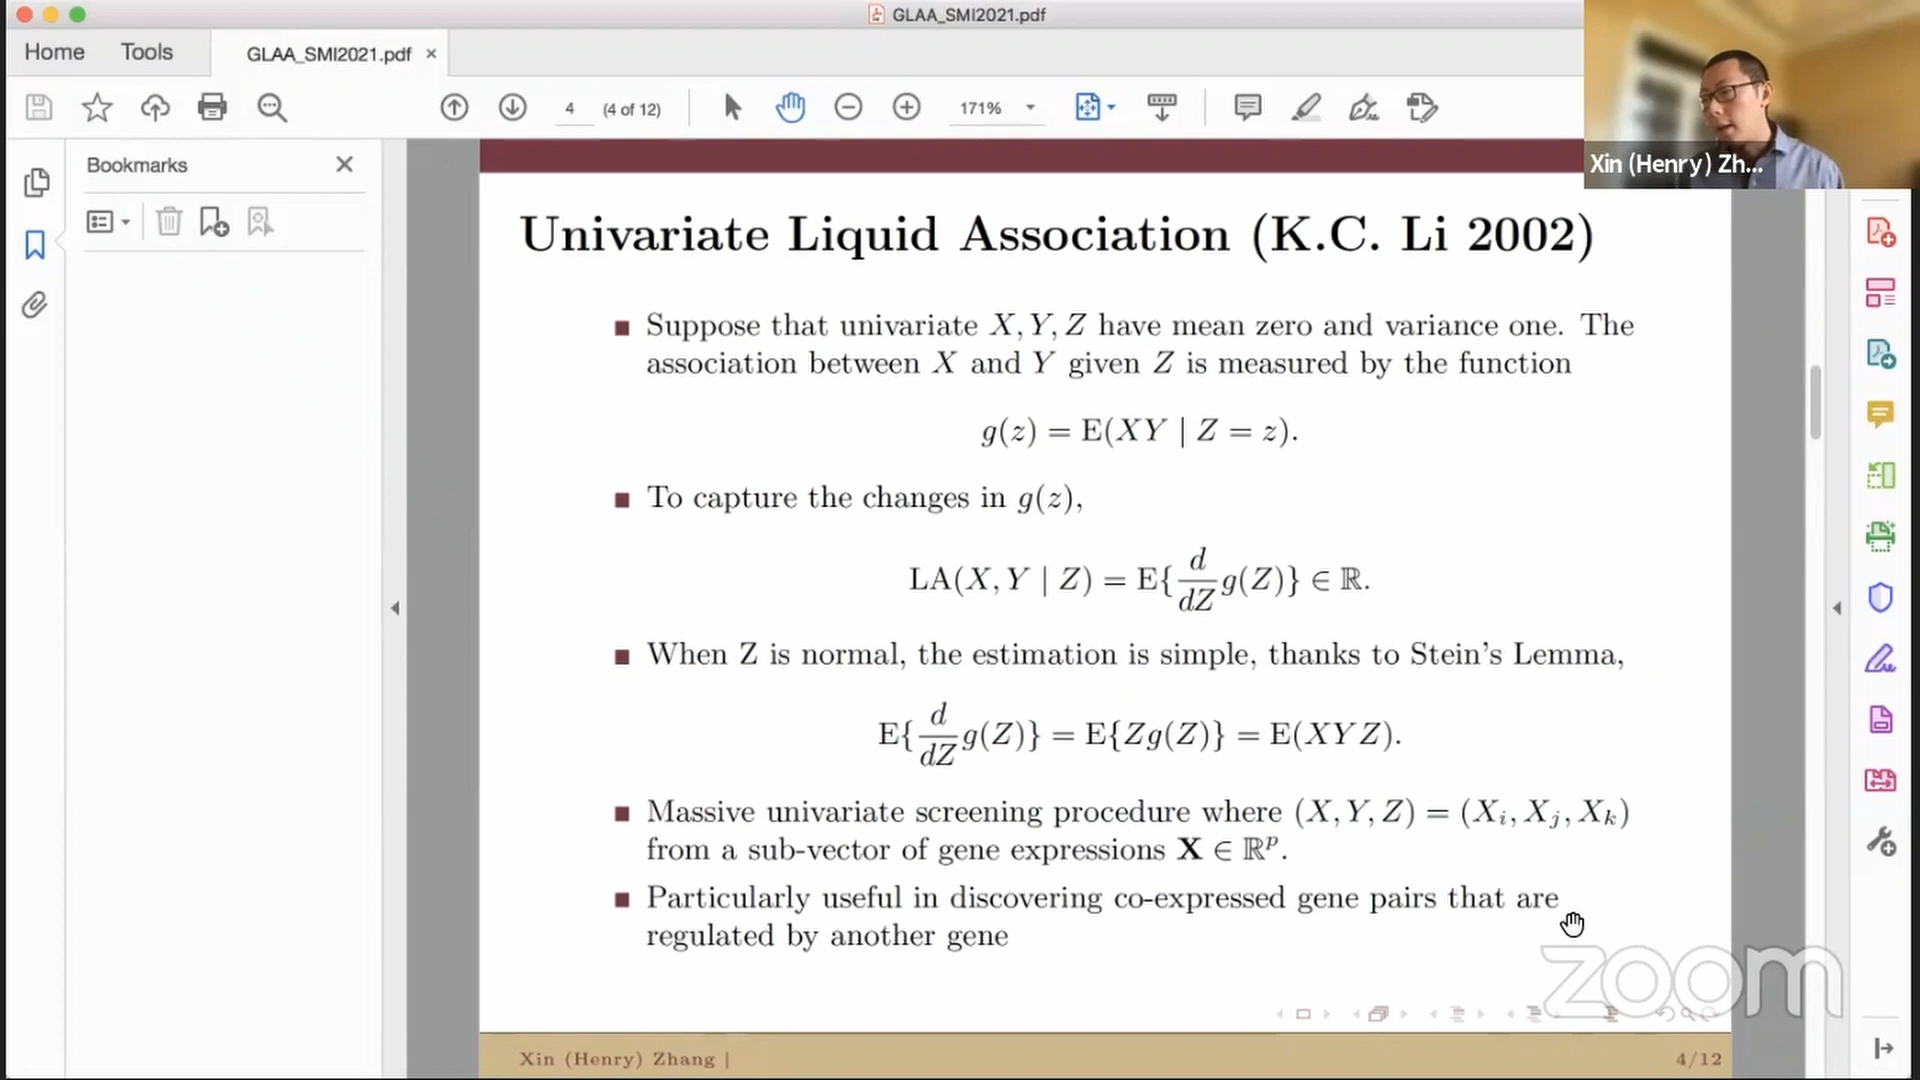 GLAA_SMI2021.pdf
Home Tools GLAA_SMI2021.pdf ×
4 (4 of 12) 171%
Xin (Henry) Zh...
Bookmarks
Univariate Liquid Association (K.C. Li 2002)
Suppose that univariate X, Y, Z have mean zero and variance one. The
association between X and Y given Z is measured by the function
g(z) = E(XY | Z = z).
To capture the changes in g(z),
LA(X, Y | Z) = E{d/dZ g(Z)} ∈ ℝ.
When Z is normal, the estimation is simple, thanks to Stein's Lemma,
E{d/dZ g(Z)} = E{Zg(Z)} = E(XYZ).
Massive univariate screening procedure where (X, Y, Z) = (Xᵢ, Xⱼ, Xₖ)
from a sub-vector of gene expressions X ∈ ℝᵖ.
Particularly useful in discovering co-expressed gene pairs that are
regulated by another gene
zoom
Xin (Henry) Zhang | 4/12